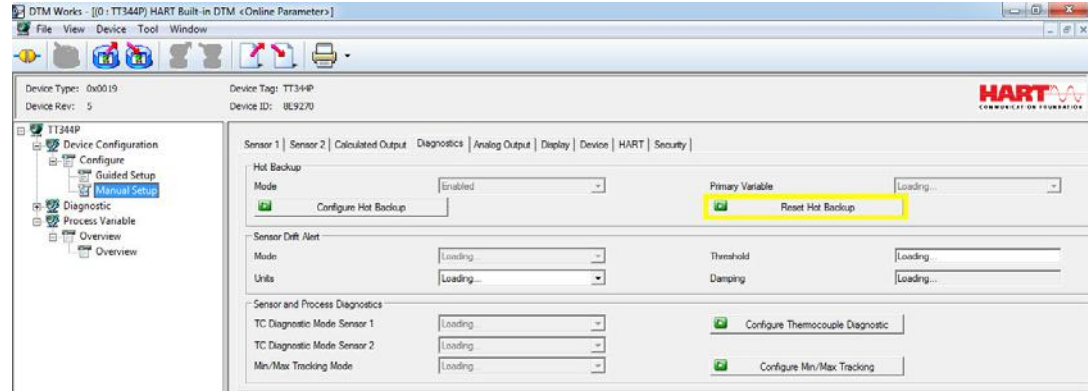 DTM Works - [(0 : TT344P) HART Built-in DTM <Online Parameter>]
File View Device Tool Window
Device Type: 0x0019
Device Rev: 5
Device Tag: TT344P
Device ID: 8E9270
HART
COMMUNICATION FOUNDATION
TT344P
Device Configuration
Configure
Guided Setup
Manual Setup
Diagnostic
Process Variable
Overview
Overview
Sensor 1 | Sensor 2 | Calculated Output Diagnostics | Analog Output | Display | Device | HART | Security |
Hot Backup
Mode Enabled Primary Variable Loading...
Configure Hot Backup Reset Hot Backup
Sensor Drift Alert
Mode Loading... Threshold Loading...
Units Loading... Damping Loading...
Sensor and Process Diagnostics
TC Diagnostic Mode Sensor 1 Loading... Configure Thermocouple Diagnostic
TC Diagnostic Mode Sensor 2 Loading...
Min/Max Tracking Mode Loading... Configure Min/Max Tracking